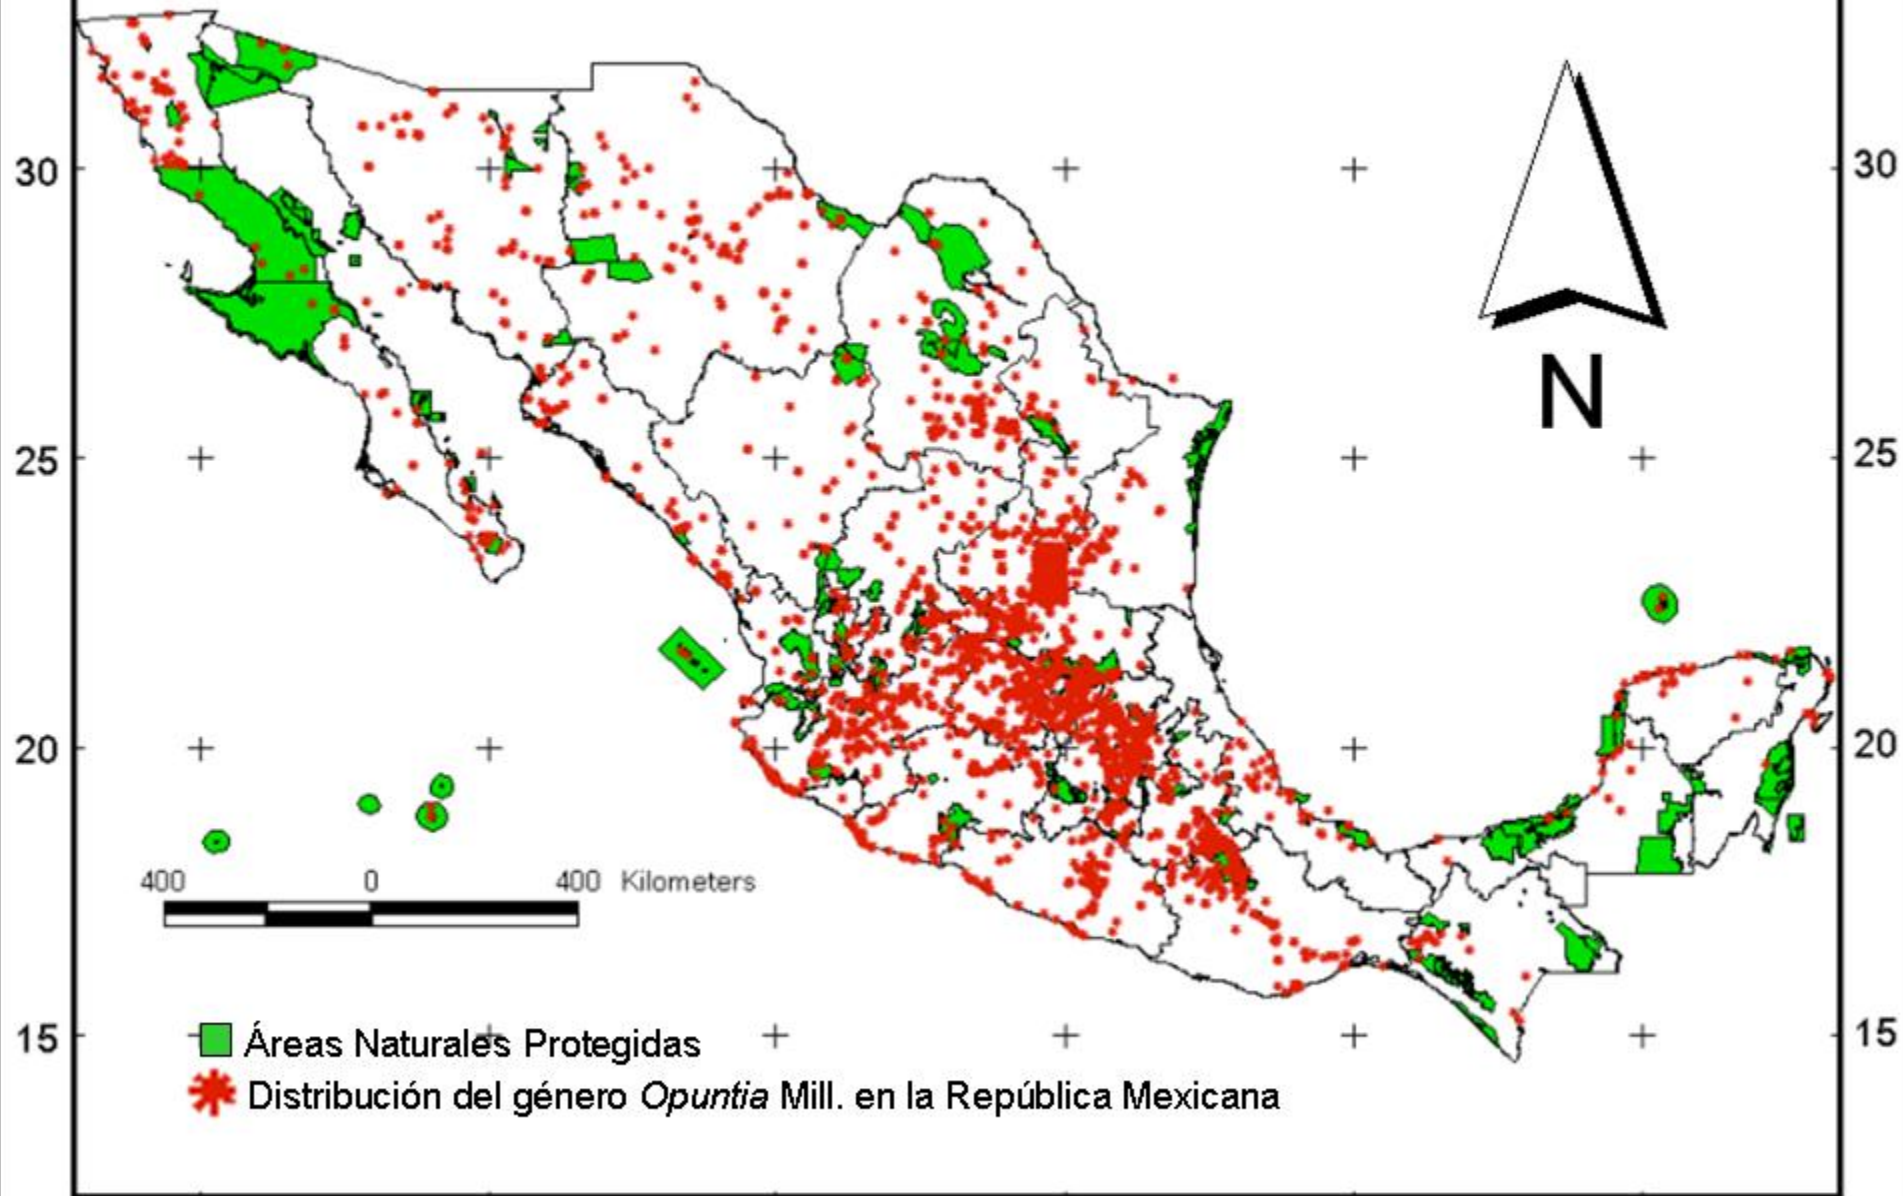 30
30
N
25
25
20
20
400 0 400 Kilometers
15
15
Áreas Naturales Protegidas
Distribución del género Opuntia Mill. en la República Mexicana